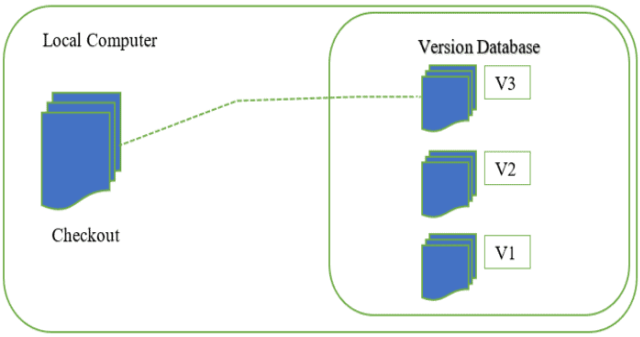 Local Computer
Version Database
V3
V2
Checkout
V1